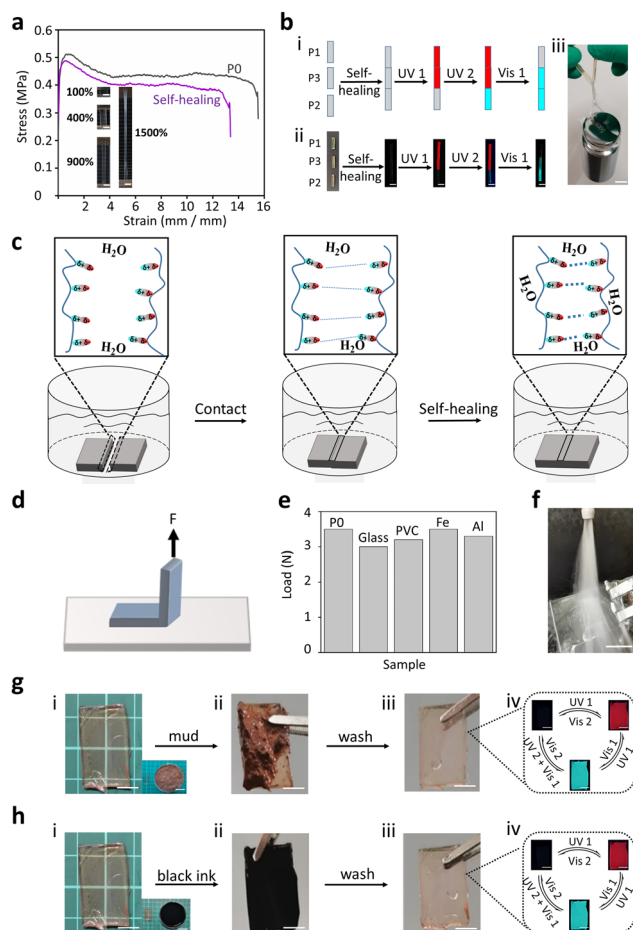 a
Stress (MPa)
0.6
0.5
0.4
0.3
0.2
0.1
0
0 2 4 6 8 10 12 14 16
Strain (mm / mm)
P0
Self-healing
100%
400%
900%
1500%
b
i
P1
P3
P2
Self-
healing
UV 1
UV 2
Vis 1
ii
P1
P3
P2
Self-
healing
UV 1
UV 2
Vis 1
iii
c
H₂O
δ+ δ-
δ+ δ-
δ+ δ-
δ+ δ-
δ+ δ-
δ+ δ-
δ+ δ-
δ+ δ-
H₂O
Contact
H₂O
δ+ δ-
δ+ δ-
δ+ δ-
δ+ δ-
δ+ δ-
δ+ δ-
δ+ δ-
δ+ δ-
H₂O
Self-healing
H₂O
δ+ δ-
δ+ δ-
δ+ δ-
δ+ δ-
δ+ δ-
δ+ δ-
δ+ δ-
δ+ δ-
H₂O
H₂O
H₂O
d
F
e
Load (N)
4
3
2
1
0
P0
Glass
PVC
Fe
Al
Sample
f
g
i
mud
ii
wash
iii
iv
UV 1
Vis 2
Vis 1
UV 1
Vis 2
UV 2 + Vis 1
h
i
black ink
ii
wash
iii
iv
UV 1
Vis 2
Vis 1
UV 1
Vis 2
UV 2 + Vis 1